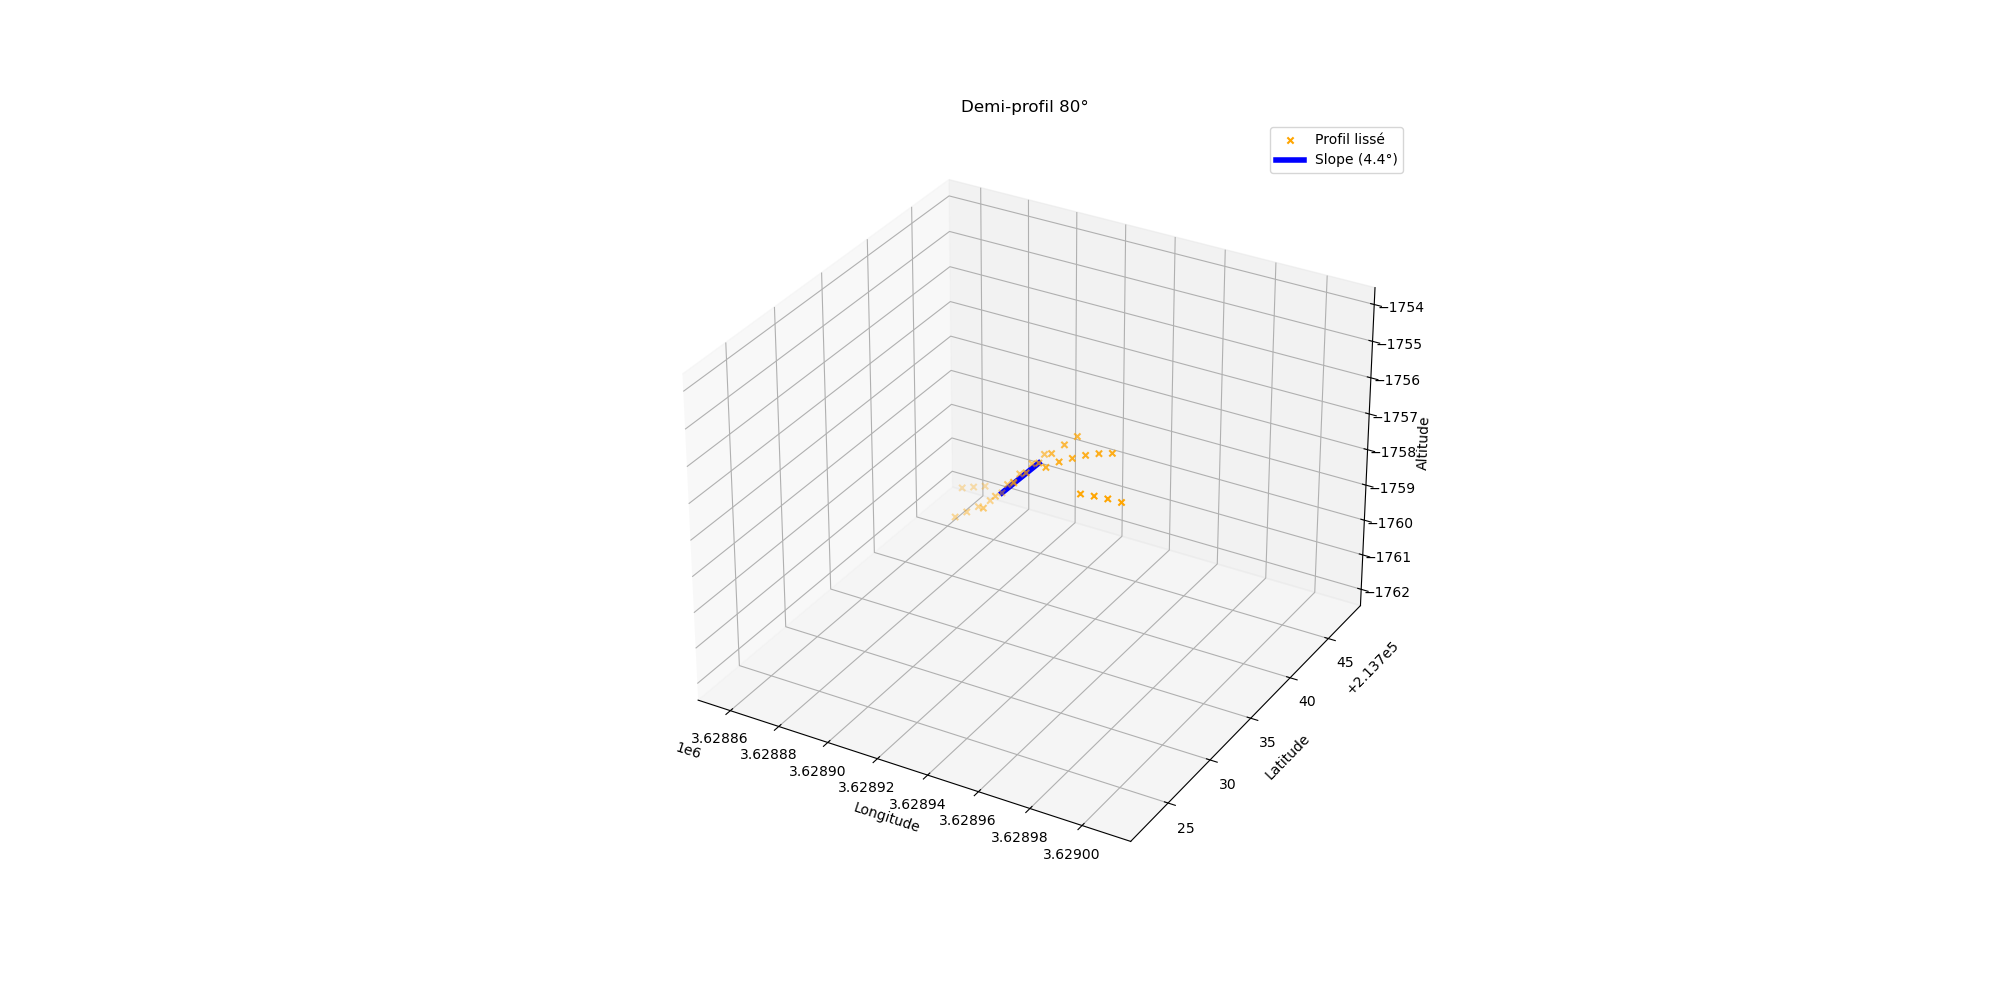 Demi-profil 80°
Profil lissé
Slope (4.4°)
−1754
−1755
−1756
−1757
−1758
−1759
−1760
−1761
−1762
Altitude
45
40
35
30
25
+2.137e5
Latitude
3.62886
3.62888
3.62890
3.62892
3.62894
3.62896
3.62898
3.62900
1e6
Longitude